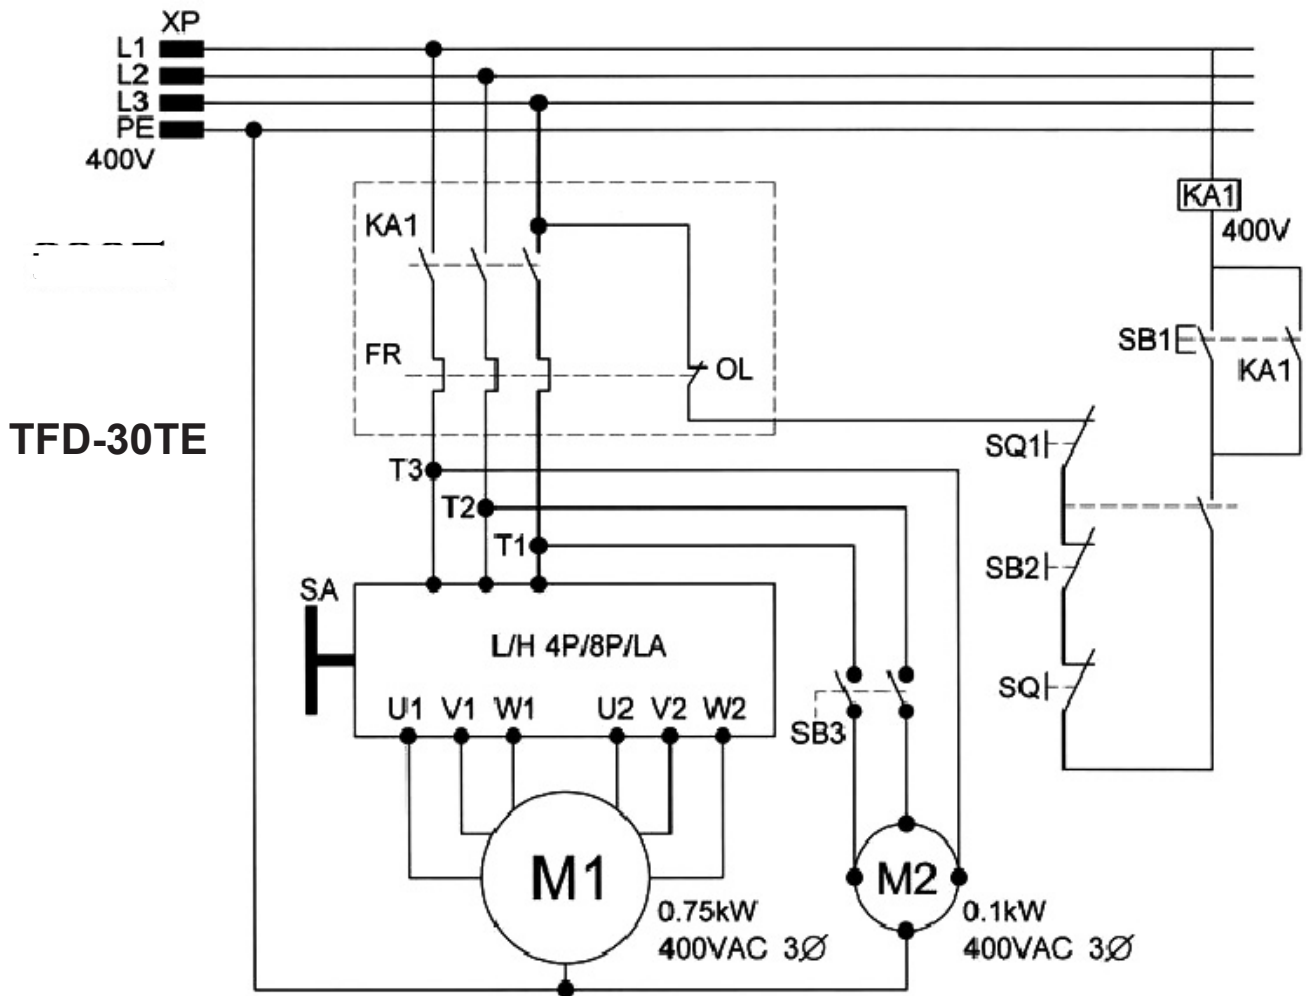 XP
L1
L2
L3
PE
400V
KA1
KA1
400V
SB1
KA1
FR
OL
TFD-30TE
SQ1
T3
T2
T1
SB2
SA
L/H 4P/8P/LA
SQ
U1 V1 W1 U2 V2 W2
SB3
M1
M2
0.75kW
400VAC 3Ø
0.1kW
400VAC 3Ø